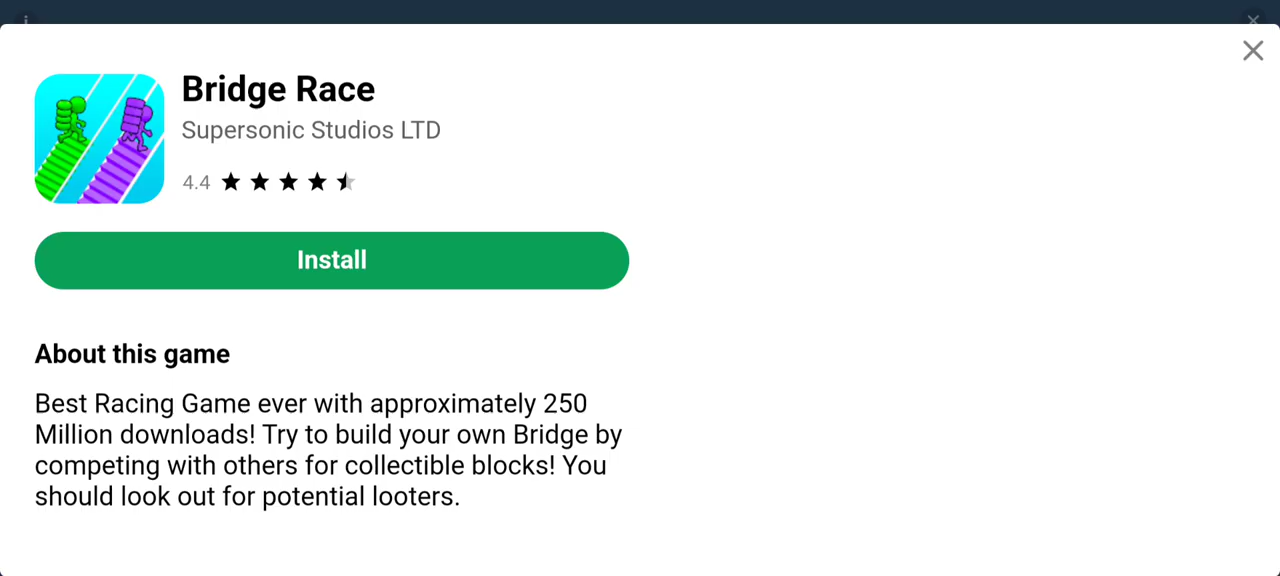 Bridge Race
Supersonic Studios LTD
4.4
Install
About this game
Best Racing Game ever with approximately 250
Million downloads! Try to build your own Bridge by
competing with others for collectible blocks! You
should look out for potential looters.